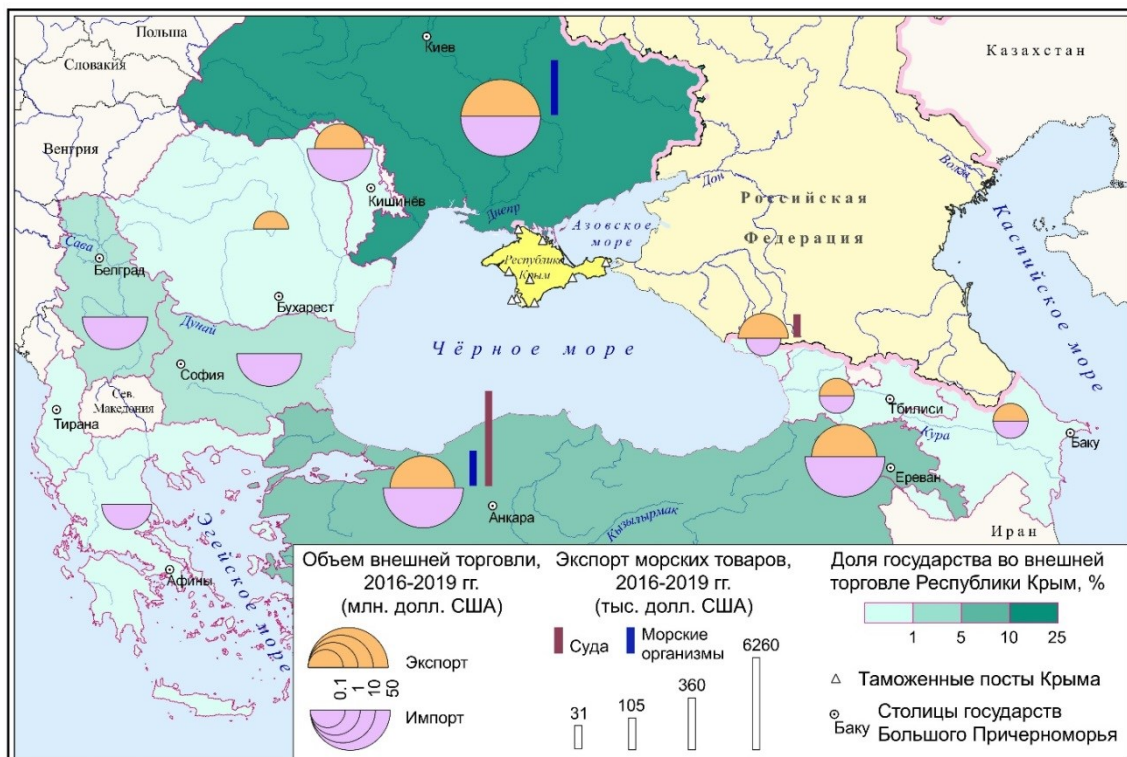 Польша
Киев
Казахстан
Словакия
Венгрия
Волга
Дон
Кишинёв
Днепр
Азовское
море
Российская
Федерация
Каспийское море
Сава
Белград
Республика
Крым
Бухарест
Дунай
Чёрное море
София
Сев.
Македония
Тирана
Тбилиси
Кура
Баку
Ереван
Эгейское море
Анкара
Кызылырмак
Иран
Афины
Объем внешней торговли,
2016-2019 гг.
(млн. долл. США)
Экспорт
0.1 1 10 50
Импорт
Экспорт морских товаров,
2016-2019 гг.
(тыс. долл. США)
Суда
Морские
организмы
31 105 360 6260
Доля государства во внешней
торговле Республики Крым, %
1 5 10 25
Таможенные посты Крыма
Баку
Столицы государств
Большого Причерноморья